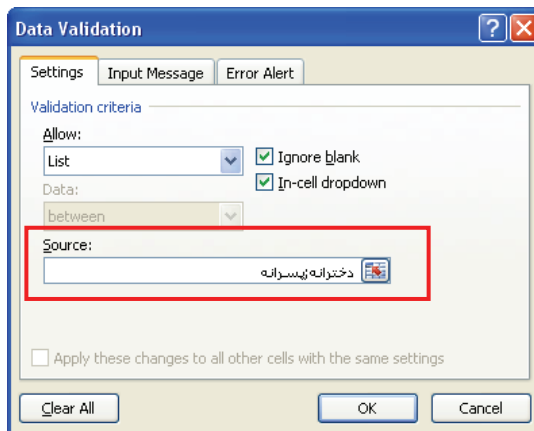 Data Validation
Settings
Input Message
Error Alert
Validation criteria
Allow:
List
Ignore blank
Data:
In-cell dropdown
between
Source:
دخترانه;پسرانه
Apply these changes to all other cells with the same settings
Clear All
OK
Cancel